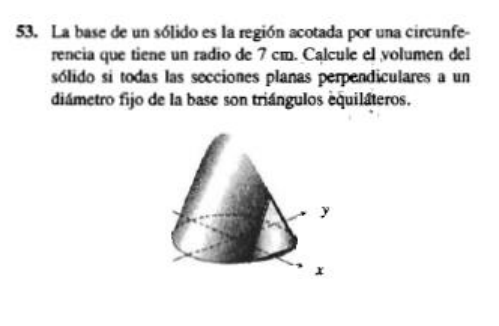 53. La base de un sólido es la región acotada por una circunfe-
rencia que tiene un radio de 7 cm. Calcule el volumen del
sólido si todas las secciones planas perpendiculares a un
diámetro fijo de la base son triángulos equiláteros.
y
x